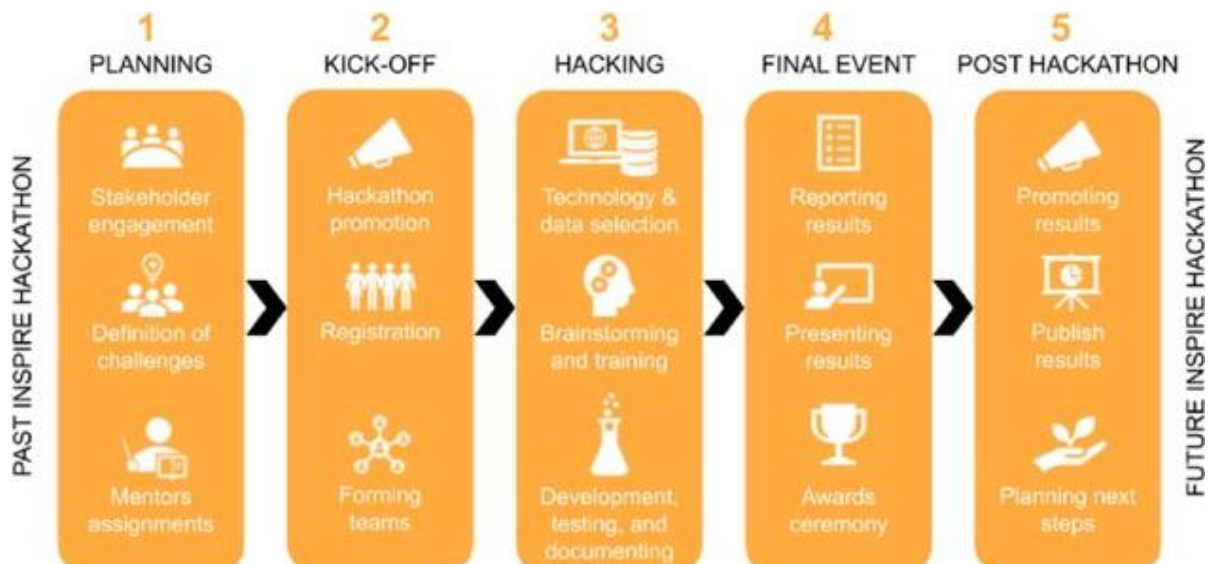 PAST INSPIRE HACKATHON
1
PLANNING
Stakeholder
engagement
Definition of
challenges
Mentors
assignments
2
KICK-OFF
Hackathon
promotion
Registration
Forming
teams
3
HACKING
Technology &
data selection
Brainstorming
and training
Development,
testing, and
documenting
4
FINAL EVENT
Reporting
results
Presenting
results
Awards
ceremony
5
POST HACKATHON
Promoting
results
Publish
results
Planning next
steps
FUTURE INSPIRE HACKATHON